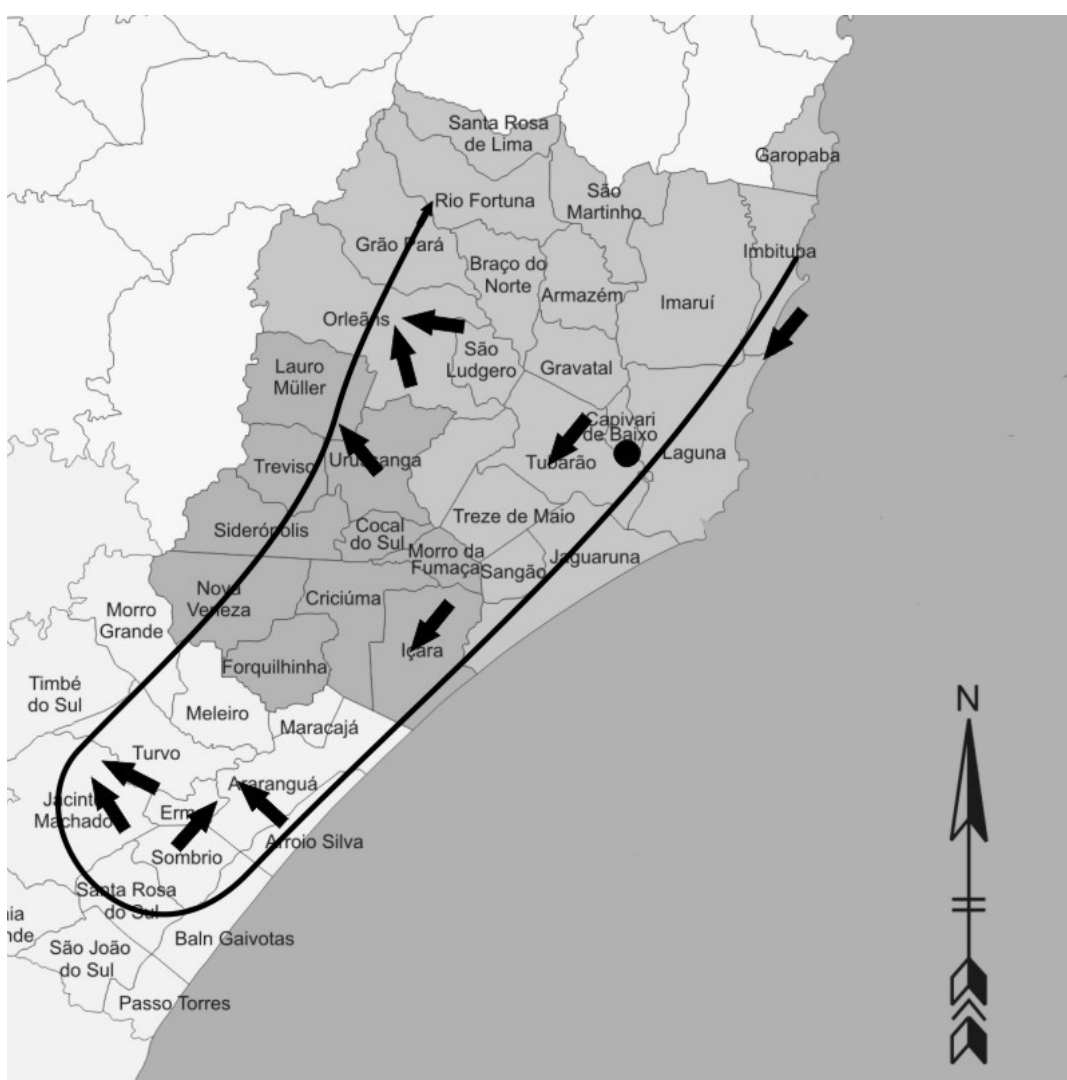 Santa Rosa
de Lima
Garopaba
Rio Fortuna
São
Martinho
Grão Pará
Imbituba
Braço do
Norte
Armazém
Imaruí
Orleãns
São
Ludgero
Gravatal
Lauro
Müller
Capivari
de Baixo
Laguna
Tubarão
Urussanga
Treviso
Treze de Maio
Siderópolis
Cocal
do Sul
Morro da
Fumaça
Sangão
Jaguaruna
Nova
Veneza
Criciúma
Morro
Grande
Içara
Forquilhinha
Timbé
do Sul
Meleiro
Maracajá
N
Turvo
Araranguá
Jacinto
Machado
Ermo
Arroio Silva
Sombrio
Santa Rosa
do Sul
Baln Gaivotas
São João
do Sul
Passo Torres